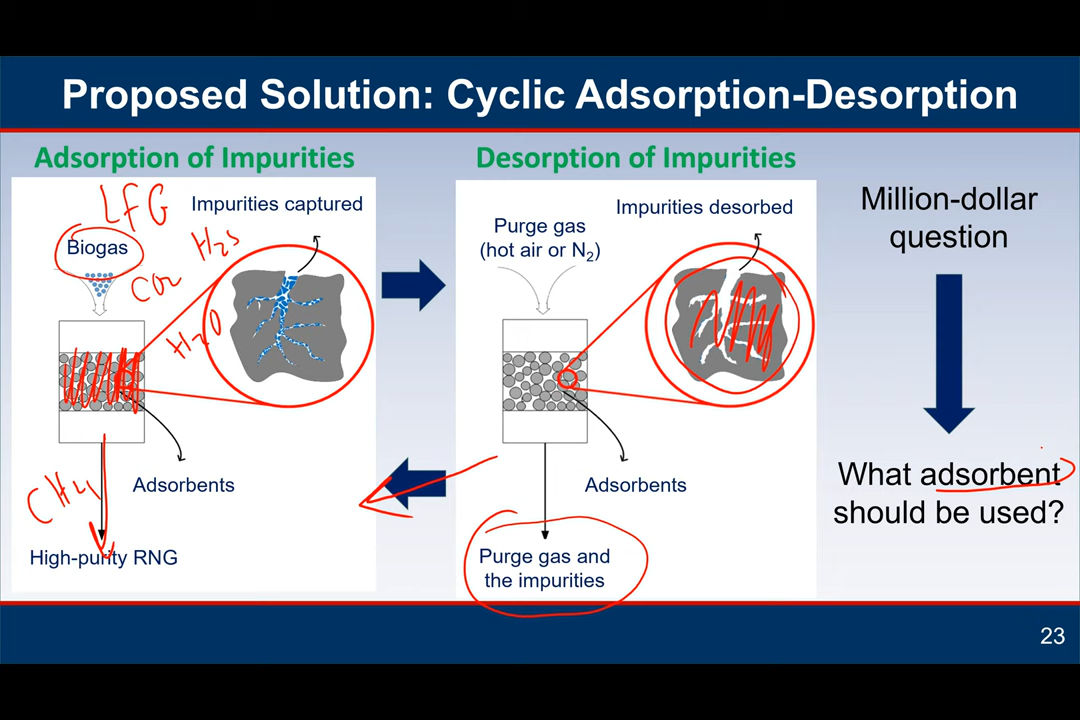 Proposed Solution: Cyclic Adsorption-Desorption
Adsorption of Impurities
LFG
Impurities captured
Biogas
H2S
CO2
H2O
CH4
Adsorbents
High-purity RNG
Desorption of Impurities
Impurities desorbed
Purge gas
(hot air or N2)
Adsorbents
Purge gas and
the impurities
Million-dollar
question
What adsorbent
should be used?
23